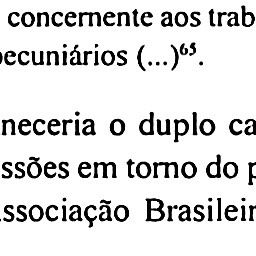 concernente aos trab
pecuniários (...)⁶⁵.
neceria o duplo ca
ssões em torno do p
ssociação Brasileir